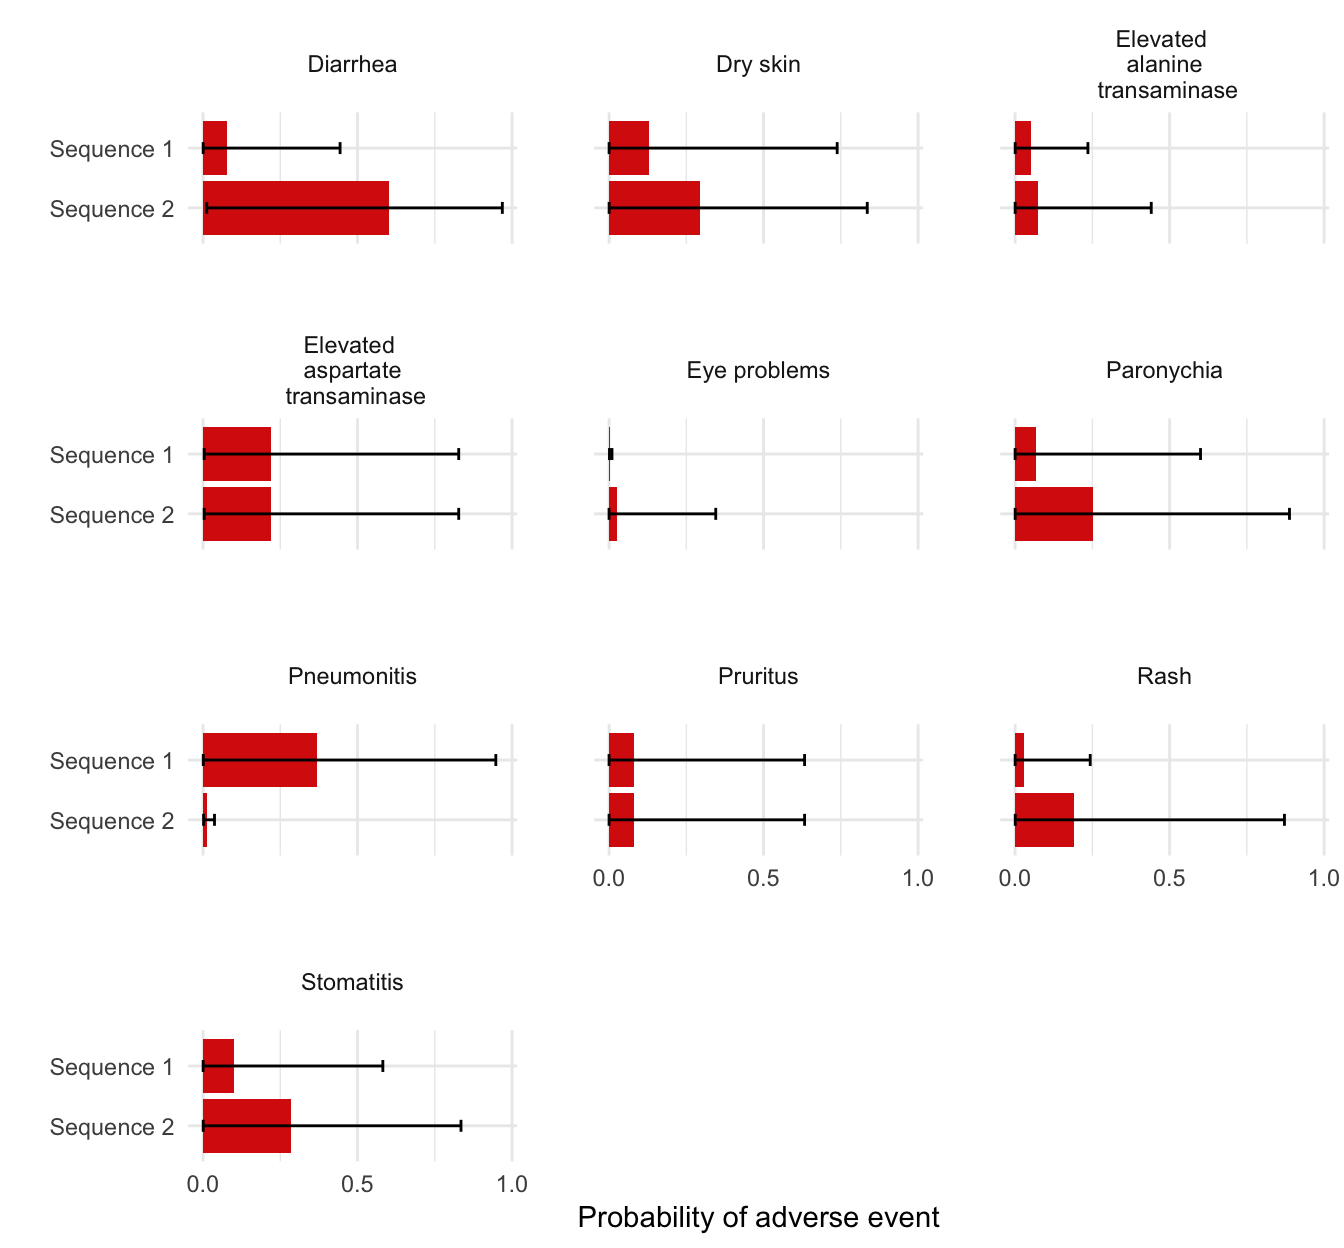 Diarrhea
Dry skin
Elevated
alanine
transaminase
Sequence 1
Sequence 2
Elevated
aspartate
transaminase
Eye problems
Paronychia
Sequence 1
Sequence 2
Pneumonitis
Pruritus
Rash
Sequence 1
Sequence 2
0.0 0.5 1.0
0.0 0.5 1.0
Stomatitis
Sequence 1
Sequence 2
0.0 0.5 1.0
Probability of adverse event